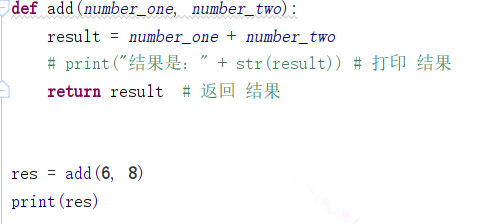 def add(number_one, number_two):
    result = number_one + number_two
    # print("结果是：" + str(result)) # 打印 结果
    return result  # 返回 结果
res = add(6, 8)
print(res)